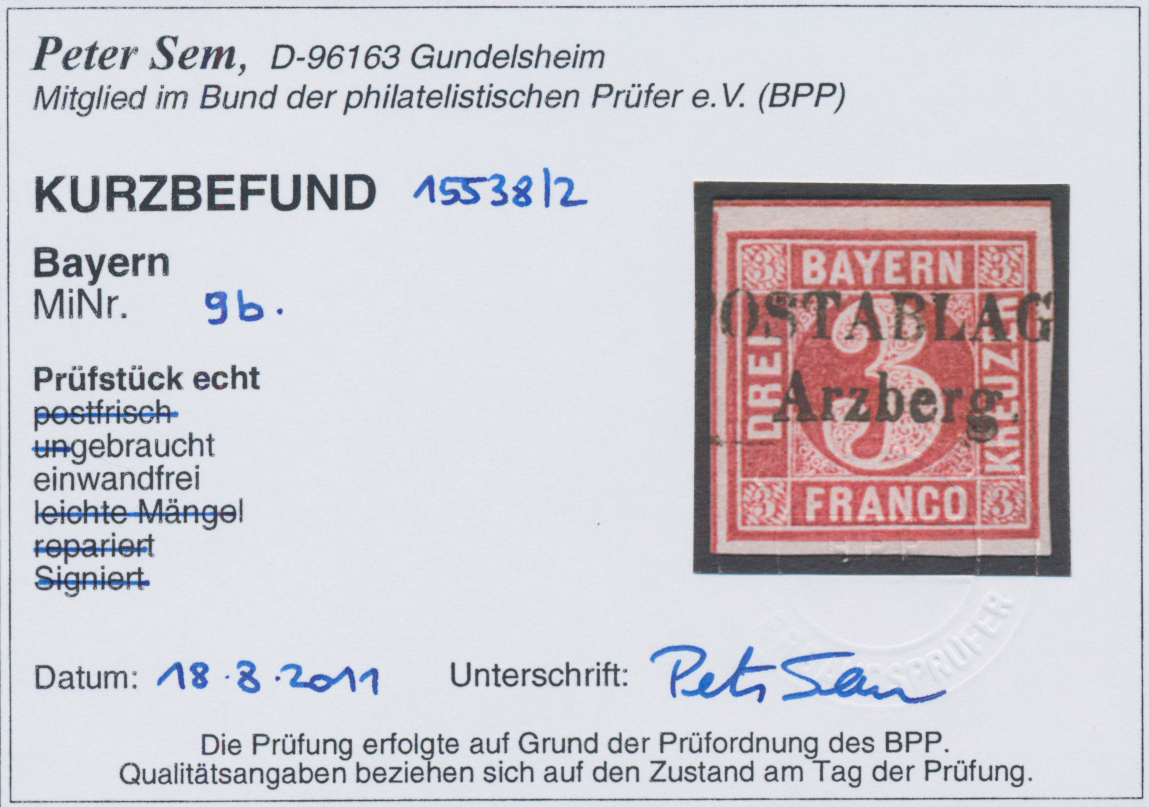 Peter Sem, D-96163 Gundelsheim
Mitglied im Bund der philatelistischen Prüfer e.V. (BPP)
KURZBEFUND 15538/2
Bayern
MiNr. 9b.
Prüfstück echt
postfrisch
ungebraucht
einwandfrei
leichte Mängel
repariert
Signiert
3 BAYERN 3
POSTABLAG
DREI 3 KREUZER
Arzberg.
3 FRANCO 3
BPP
Datum: 18.8.2011 Unterschrift: Peter Sem
Die Prüfung erfolgte auf Grund der Prüfordnung des BPP.
Qualitätsangaben beziehen sich auf den Zustand am Tag der Prüfung.